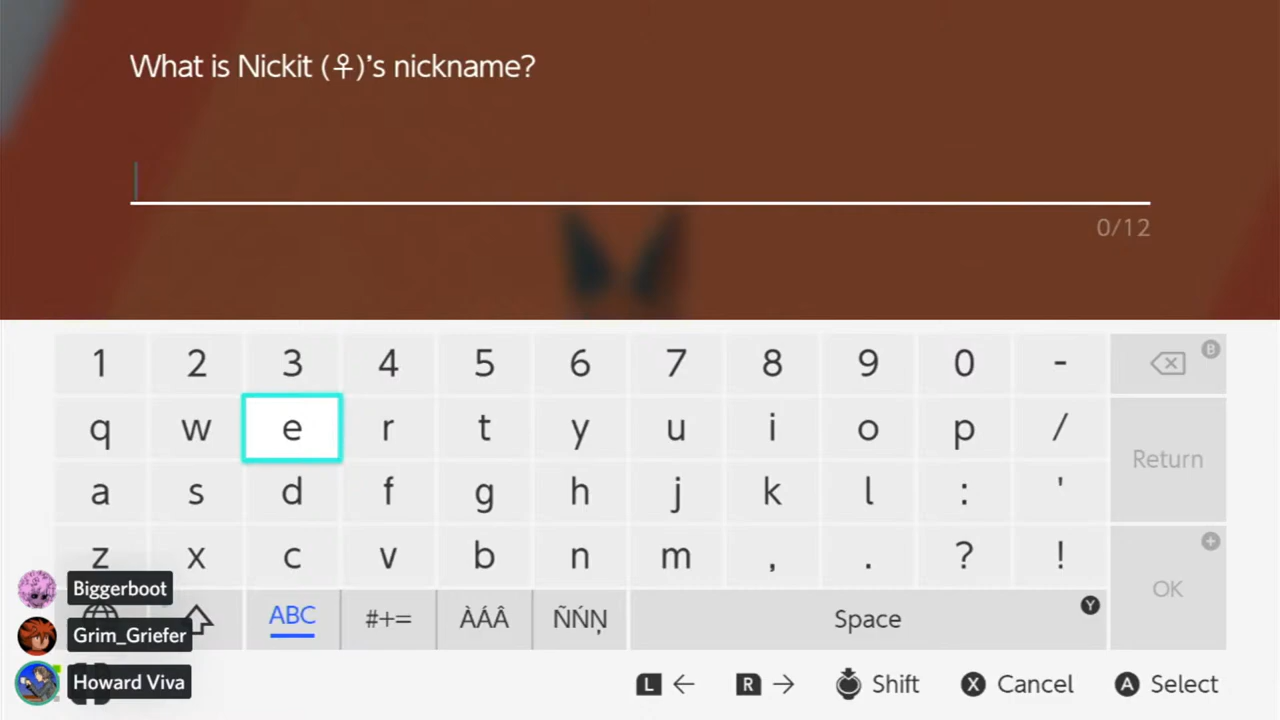 What is Nickit (♀)'s nickname?
0/12
1 2 3 4 5 6 7 8 9 0 - B
q w e r t y u i o p / Return
a s d f g h j k l : '
z x c v b n m , . ? ! + OK
Biggerboot
ABC #+= ÀÁÂ ÑŃŅ Space Y
Grim_Griefer
Howard Viva
L ← R → Shift X Cancel A Select